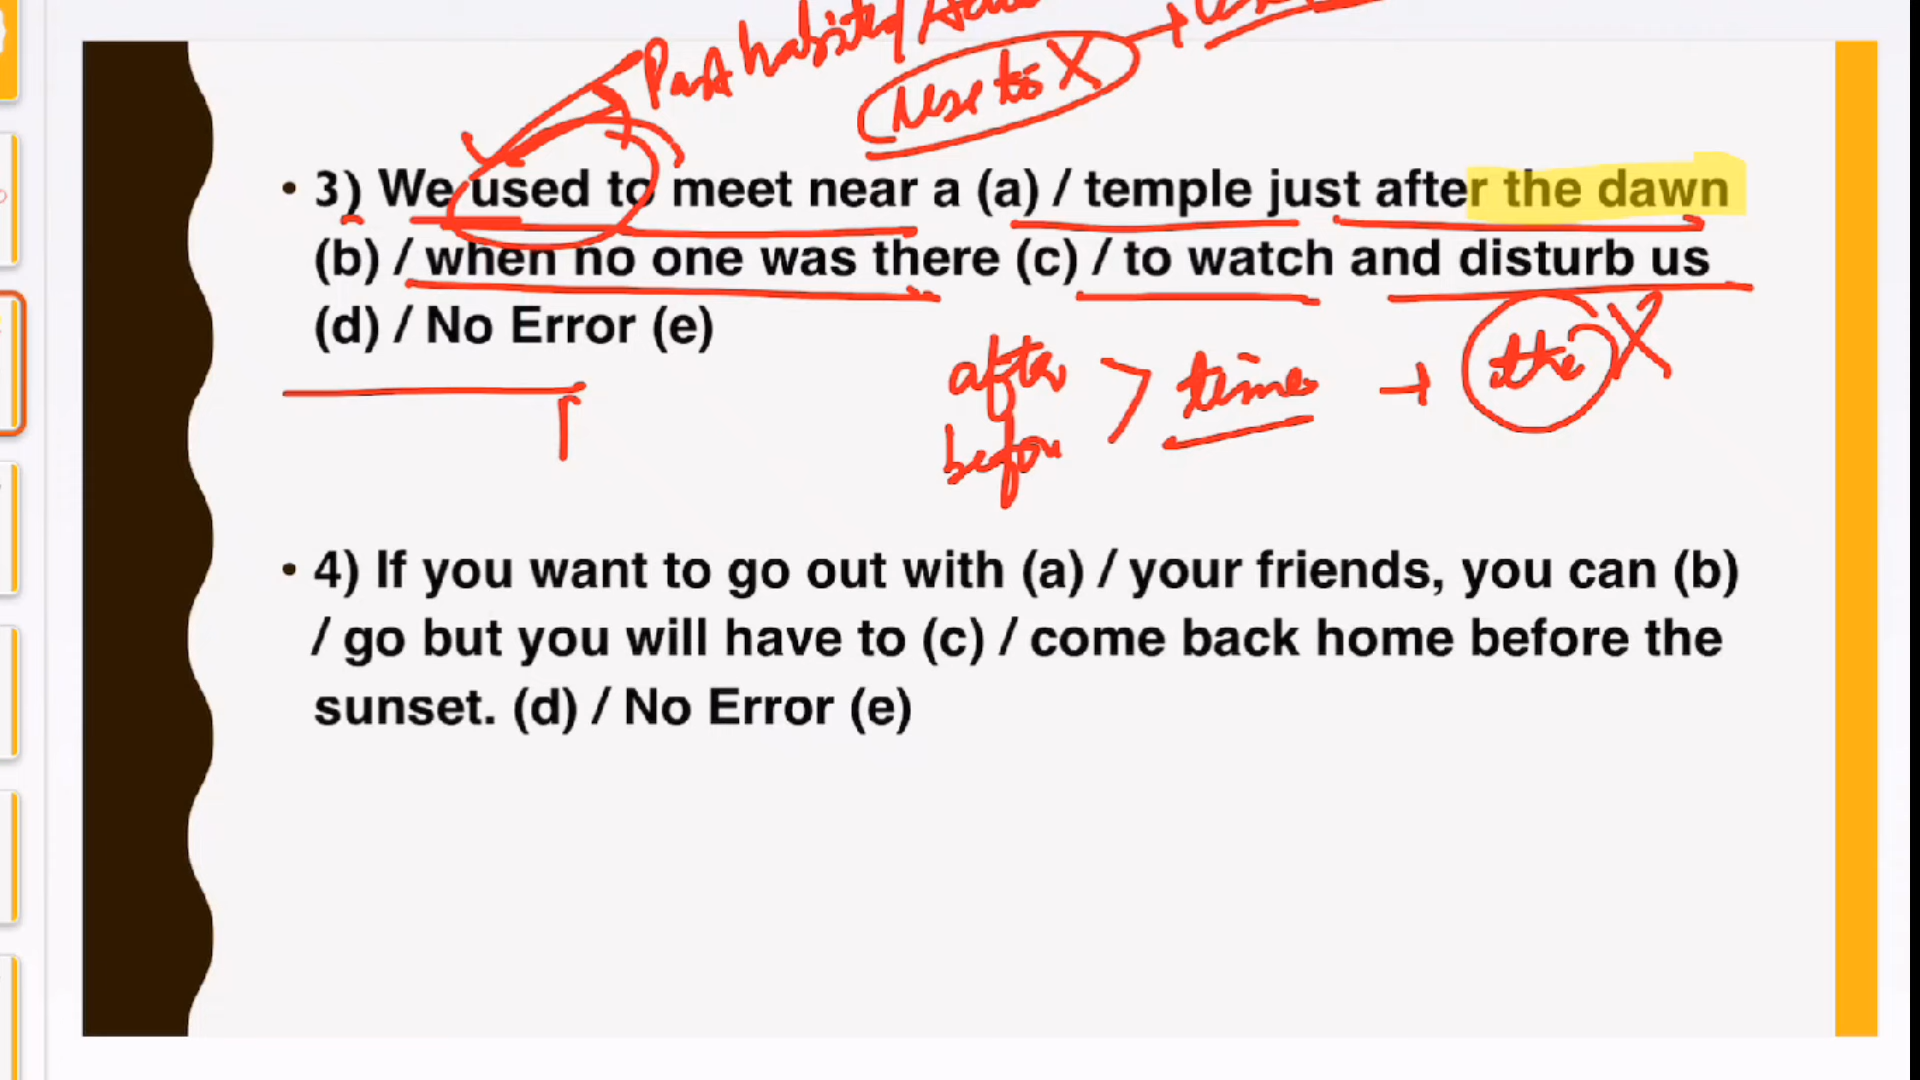 Past habit/
Use to X +
• 3) We used to meet near a (a) / temple just after the dawn
(b) / when no one was there (c) / to watch and disturb us
(d) / No Error (e)
after
before > time + the X
• 4) If you want to go out with (a) / your friends, you can (b)
/ go but you will have to (c) / come back home before the
sunset. (d) / No Error (e)